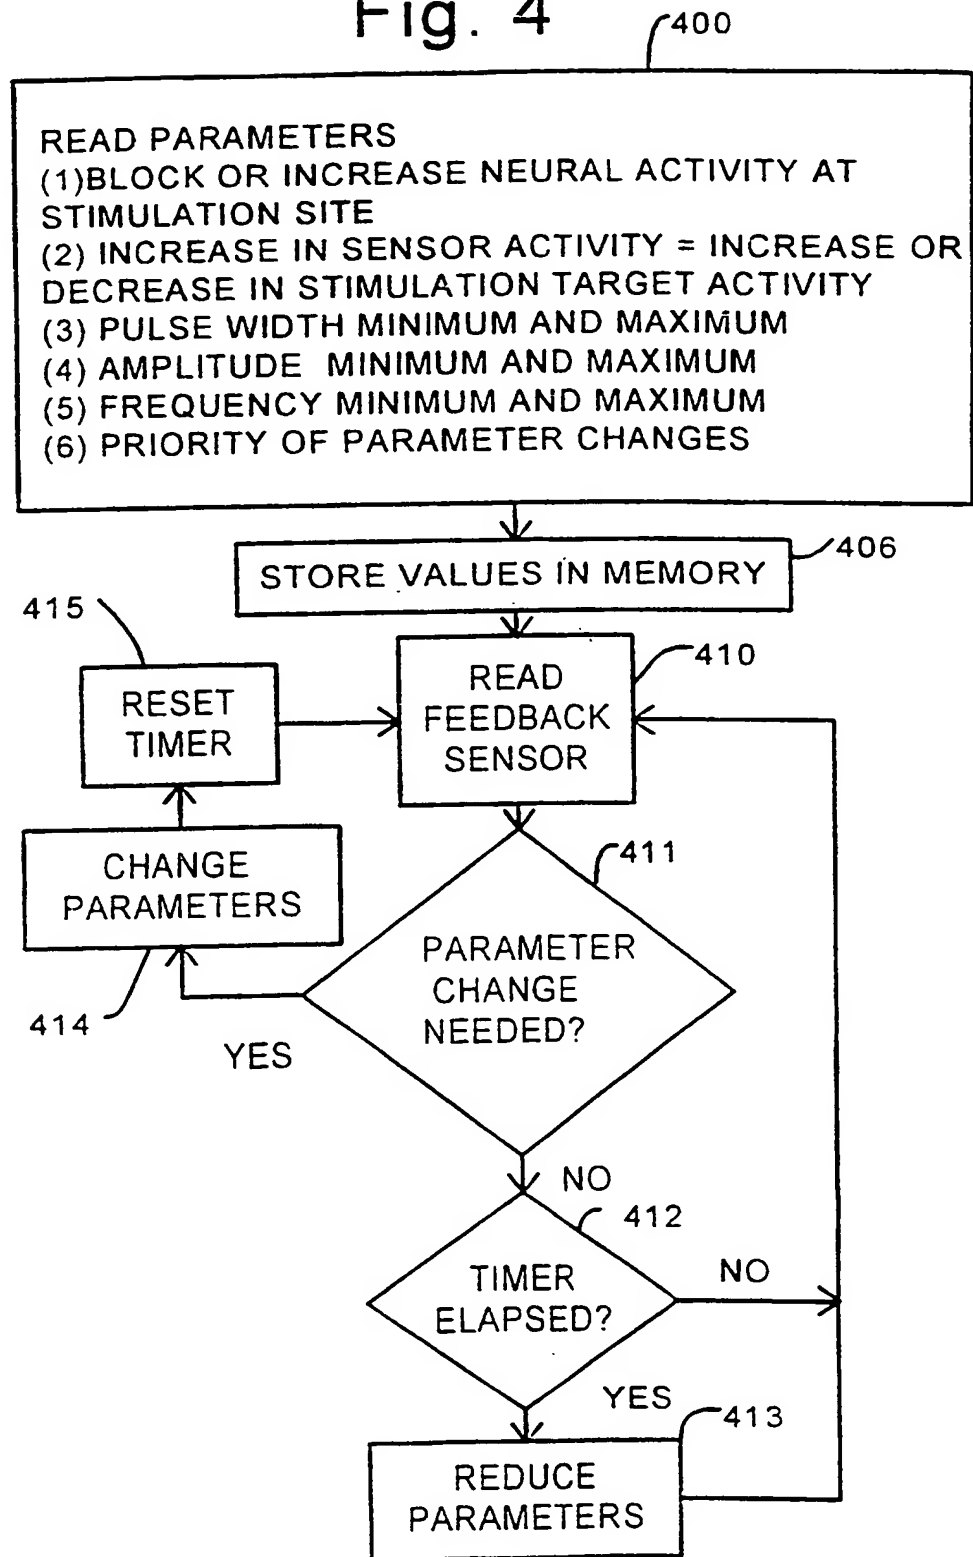 Fig. 4
400
READ PARAMETERS
(1)BLOCK OR INCREASE NEURAL ACTIVITY AT
STIMULATION SITE
(2) INCREASE IN SENSOR ACTIVITY = INCREASE OR
DECREASE IN STIMULATION TARGET ACTIVITY
(3) PULSE WIDTH MINIMUM AND MAXIMUM
(4) AMPLITUDE MINIMUM AND MAXIMUM
(5) FREQUENCY MINIMUM AND MAXIMUM
(6) PRIORITY OF PARAMETER CHANGES
406
STORE VALUES IN MEMORY
415
410
READ
FEEDBACK
SENSOR
RESET
TIMER
411
CHANGE
PARAMETERS
PARAMETER
CHANGE
NEEDED?
414
YES
NO
412
TIMER
ELAPSED?
NO
YES
413
REDUCE
PARAMETERS